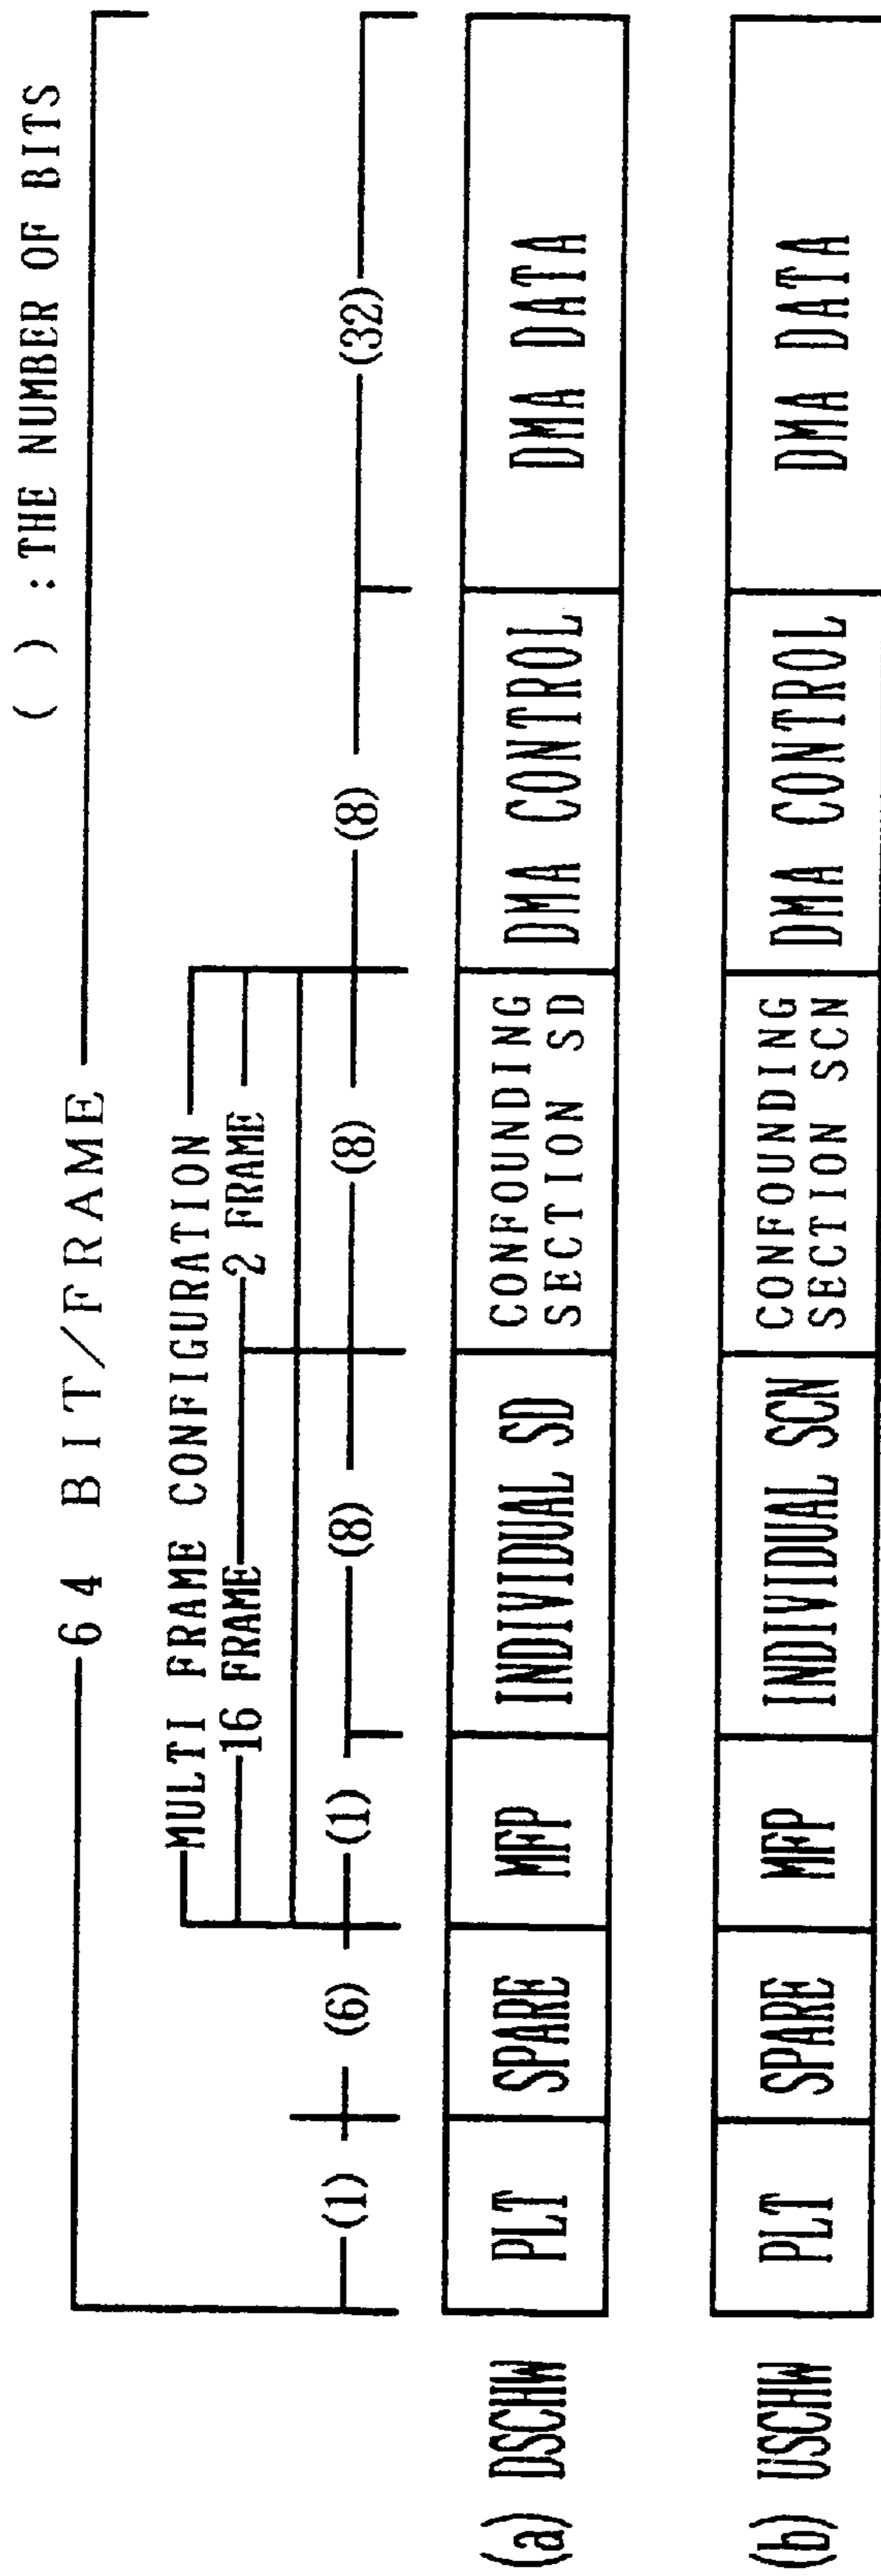 ( ) : THE NUMBER OF BITS
64 BIT/FRAME
MULTI FRAME CONFIGURATION
16 FRAME 2 FRAME
(1) (6) (1) (8) (8) (8) (32)
(a) DSCHW
PLT
SPARE
MFP
INDIVIDUAL SD
CONFOUNDING
SECTION SD
DMA CONTROL
DMA DATA
(b) USCHW
PLT
SPARE
MFP
INDIVIDUAL SCN
CONFOUNDING
SECTION SCN
DMA CONTROL
DMA DATA